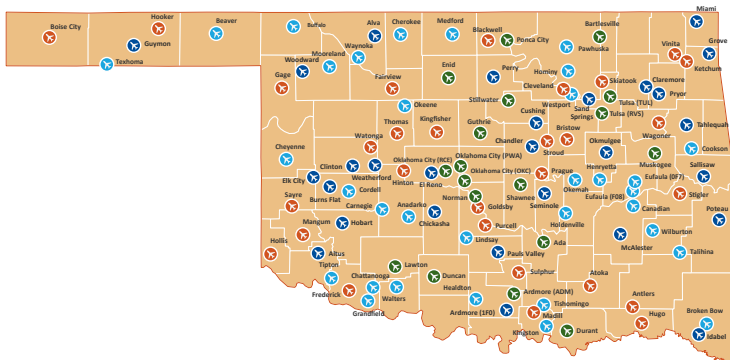 Miami
Boise City
Hooker
Beaver
Buffalo
Alva
Cherokee
Medford
Blackwell
Ponca City
Bartlesville
Guymon
Texhoma
Woodward
Mooreland
Waynoka
Pawhuska
Vinita
Grove
Ketchum
Gage
Fairview
Enid
Perry
Hominy
Cleveland
Skiatook
Claremore
Pryor
Okeene
Stillwater
Westport
Sand
Springs
Tulsa (TUL)
Tulsa (RVS)
Thomas
Kingfisher
Guthrie
Cushing
Wagoner
Tahlequah
Watonga
Chandler
Stroud
Bristow
Okmulgee
Muskogee
Cookson
Cheyenne
Clinton
Weatherford
Hinton
Oklahoma City (RCE)
El Reno
Oklahoma City (PWA)
Oklahoma City (OKC)
Prague
Henryetta
Okemah
Sallisaw
Elk City
Burns Flat
Cordell
Norman
Shawnee
Seminole
Eufaula (0F7)
Eufaula (F08)
Stigler
Sayre
Carnegie
Anadarko
Chickasha
Goldsby
Canadian
Poteau
Mangum
Hobart
Purcell
Holdenville
Wilburton
Hollis
Altus
Lindsay
Pauls Valley
Ada
McAlester
Talihina
Tipton
Chattanooga
Lawton
Duncan
Sulphur
Atoka
Frederick
Grandfield
Walters
Healdton
Ardmore (ADM)
Ardmore (1F0)
Tishomingo
Madill
Kingston
Durant
Antlers
Hugo
Broken Bow
Idabel